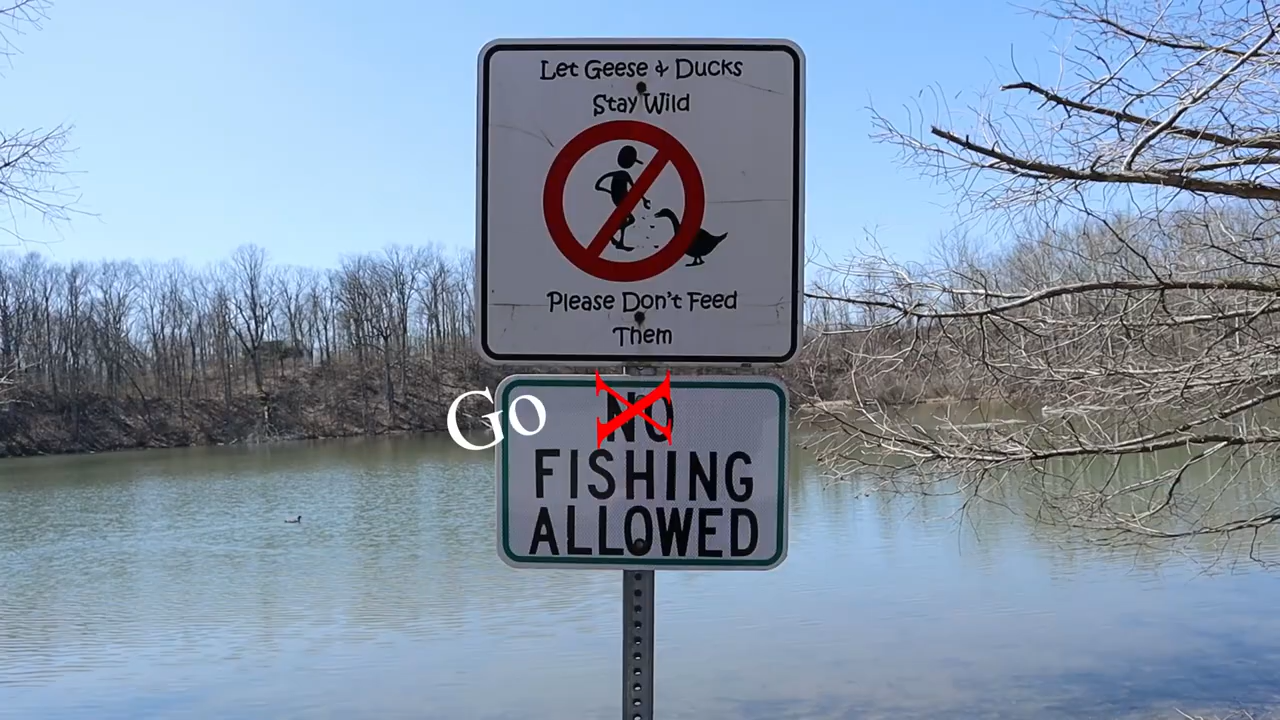 Let Geese & Ducks
Stay Wild
Please Don't Feed
Them
Go X
NO
FISHING
ALLOWED